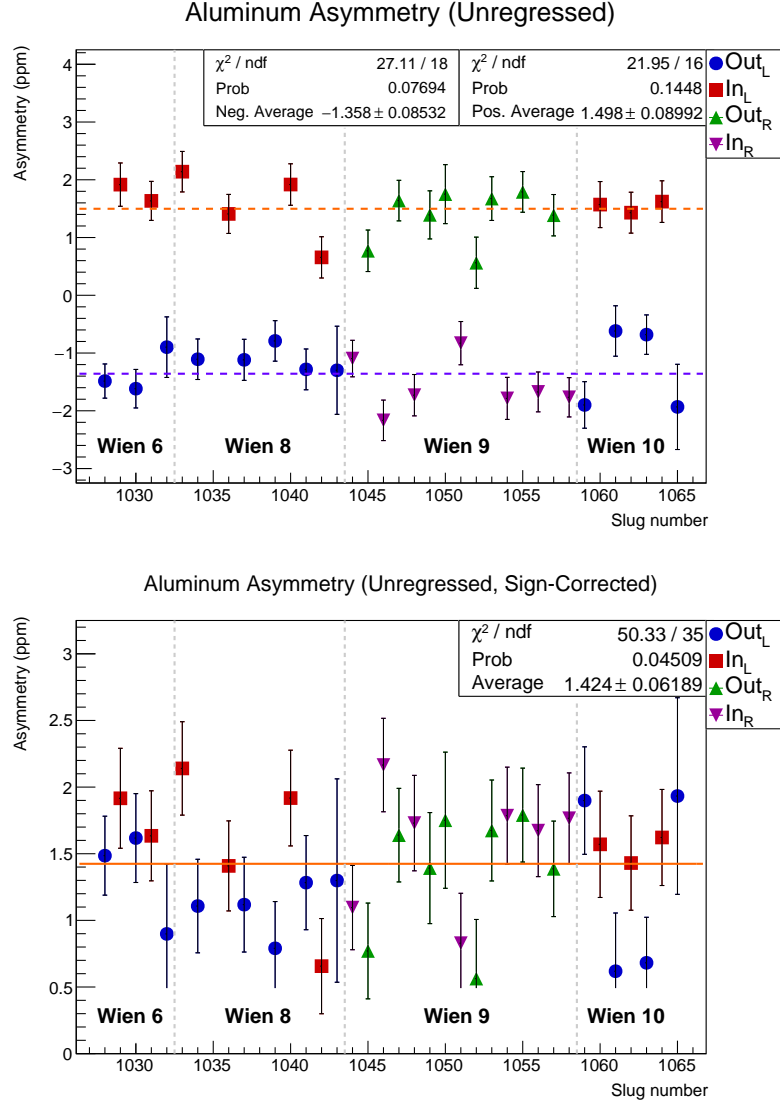 Aluminum Asymmetry (Unregressed)
χ² / ndf 27.11 / 18
Prob 0.07694
Neg. Average −1.358 ± 0.08532
χ² / ndf 21.95 / 16
Prob 0.1448
Pos. Average 1.498 ± 0.08992
Out_L
In_L
Out_R
In_R
Asymmetry (ppm)
4
3
2
1
0
−1
−2
−3
Wien 6 Wien 8 Wien 9 Wien 10
1030 1035 1040 1045 1050 1055 1060 1065
Slug number
Aluminum Asymmetry (Unregressed, Sign-Corrected)
χ² / ndf 50.33 / 35
Prob 0.04509
Average 1.424 ± 0.06189
Out_L
In_L
Out_R
In_R
Asymmetry (ppm)
3
2.5
2
1.5
1
0.5
0
Wien 6 Wien 8 Wien 9 Wien 10
1030 1035 1040 1045 1050 1055 1060 1065
Slug number